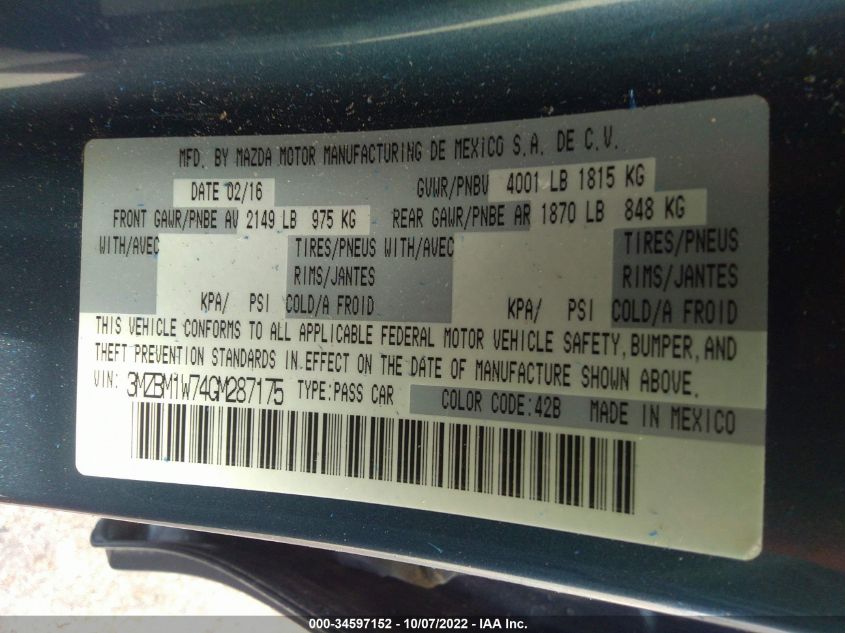 MFD. BY MAZDA MOTOR MANUFACTURING DE MEXICO S.A. DE C.V.
DATE 02/16 GVWR/PNBV 4001 LB 1815 KG
FRONT GAWR/PNBE AV 2149 LB 975 KG REAR GAWR/PNBE AR 1870 LB 848 KG
WITH/AVEC TIRES/PNEUS WITH/AVEC TIRES/PNEUS
RIMS/JANTES RIMS/JANTES
KPA/ PSI COLD/A FROID KPA/ PSI COLD/A FROID
THIS VEHICLE CONFORMS TO ALL APPLICABLE FEDERAL MOTOR VEHICLE SAFETY, BUMPER, AND
THEFT PREVENTION STANDARDS IN EFFECT ON THE DATE OF MANUFACTURE SHOWN ABOVE.
VIN: 3MZBM1W74GM287175 TYPE:PASS CAR COLOR CODE:42B MADE IN MEXICO
000-34597152 - 10/07/2022 - IAA Inc.